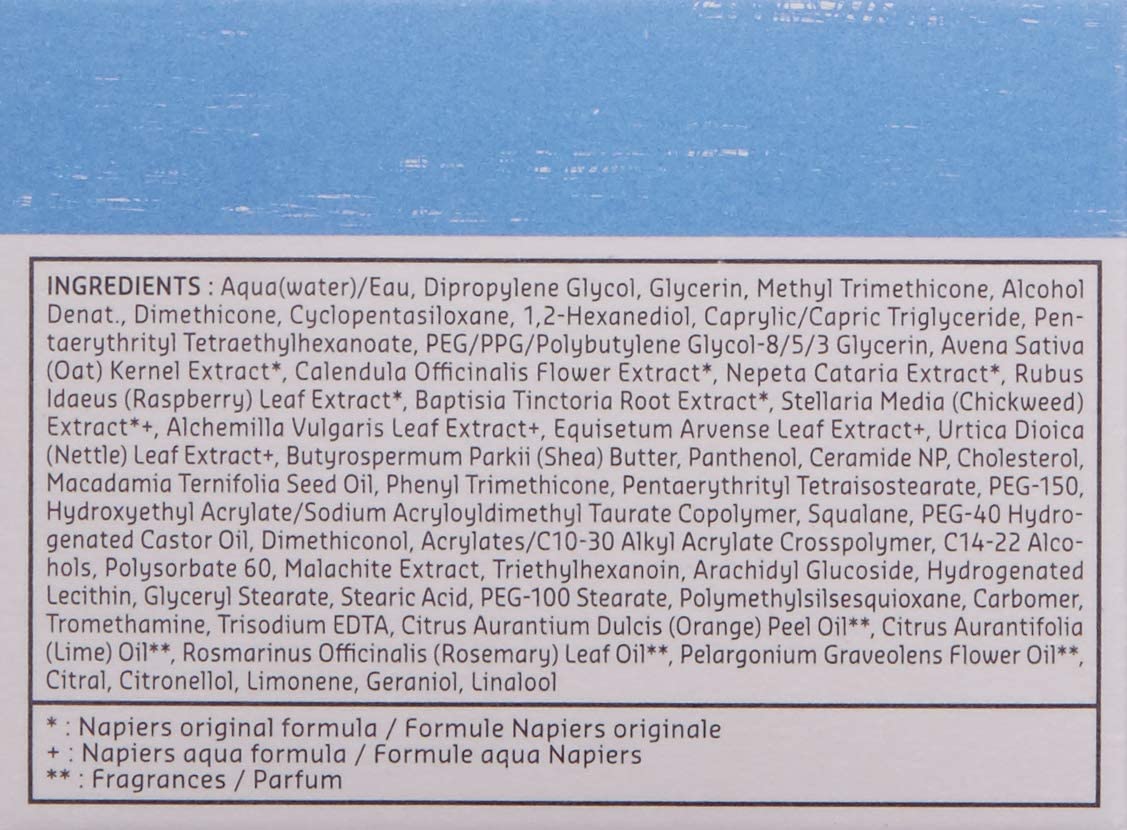 INGREDIENTS : Aqua(water)/Eau, Dipropylene Glycol, Glycerin, Methyl Trimethicone, Alcohol
Denat., Dimethicone, Cyclopentasiloxane, 1,2-Hexanediol, Caprylic/Capric Triglyceride, Pen-
taerythrityl Tetraethylhexanoate, PEG/PPG/Polybutylene Glycol-8/5/3 Glycerin, Avena Sativa
(Oat) Kernel Extract*, Calendula Officinalis Flower Extract*, Nepeta Cataria Extract*, Rubus
Idaeus (Raspberry) Leaf Extract*, Baptisia Tinctoria Root Extract*, Stellaria Media (Chickweed)
Extract*+, Alchemilla Vulgaris Leaf Extract+, Equisetum Arvense Leaf Extract+, Urtica Dioica
(Nettle) Leaf Extract+, Butyrospermum Parkii (Shea) Butter, Panthenol, Ceramide NP, Cholesterol,
Macadamia Ternifolia Seed Oil, Phenyl Trimethicone, Pentaerythrityl Tetraisostearate, PEG-150,
Hydroxyethyl Acrylate/Sodium Acryloyldimethyl Taurate Copolymer, Squalane, PEG-40 Hydro-
genated Castor Oil, Dimethiconol, Acrylates/C10-30 Alkyl Acrylate Crosspolymer, C14-22 Alco-
hols, Polysorbate 60, Malachite Extract, Triethylhexanoin, Arachidyl Glucoside, Hydrogenated
Lecithin, Glyceryl Stearate, Stearic Acid, PEG-100 Stearate, Polymethylsilsesquioxane, Carbomer,
Tromethamine, Trisodium EDTA, Citrus Aurantium Dulcis (Orange) Peel Oil**, Citrus Aurantifolia
(Lime) Oil**, Rosmarinus Officinalis (Rosemary) Leaf Oil**, Pelargonium Graveolens Flower Oil**,
Citral, Citronellol, Limonene, Geraniol, Linalool
* : Napiers original formula / Formule Napiers originale
+ : Napiers aqua formula / Formule aqua Napiers
** : Fragrances / Parfum